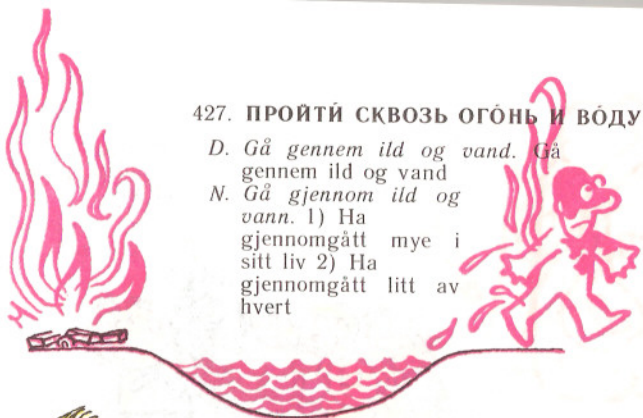 427. ПРОЙТИ́ СКВОЗЬ ОГО́НЬ И ВО́ДУ
D. Gå gennem ild og vand. Gå
gennem ild og vand
N. Gå gjennom ild og
vann. 1) Ha
gjennomgått mye i
sitt liv 2) Ha
gjennomgått litt av
hvert